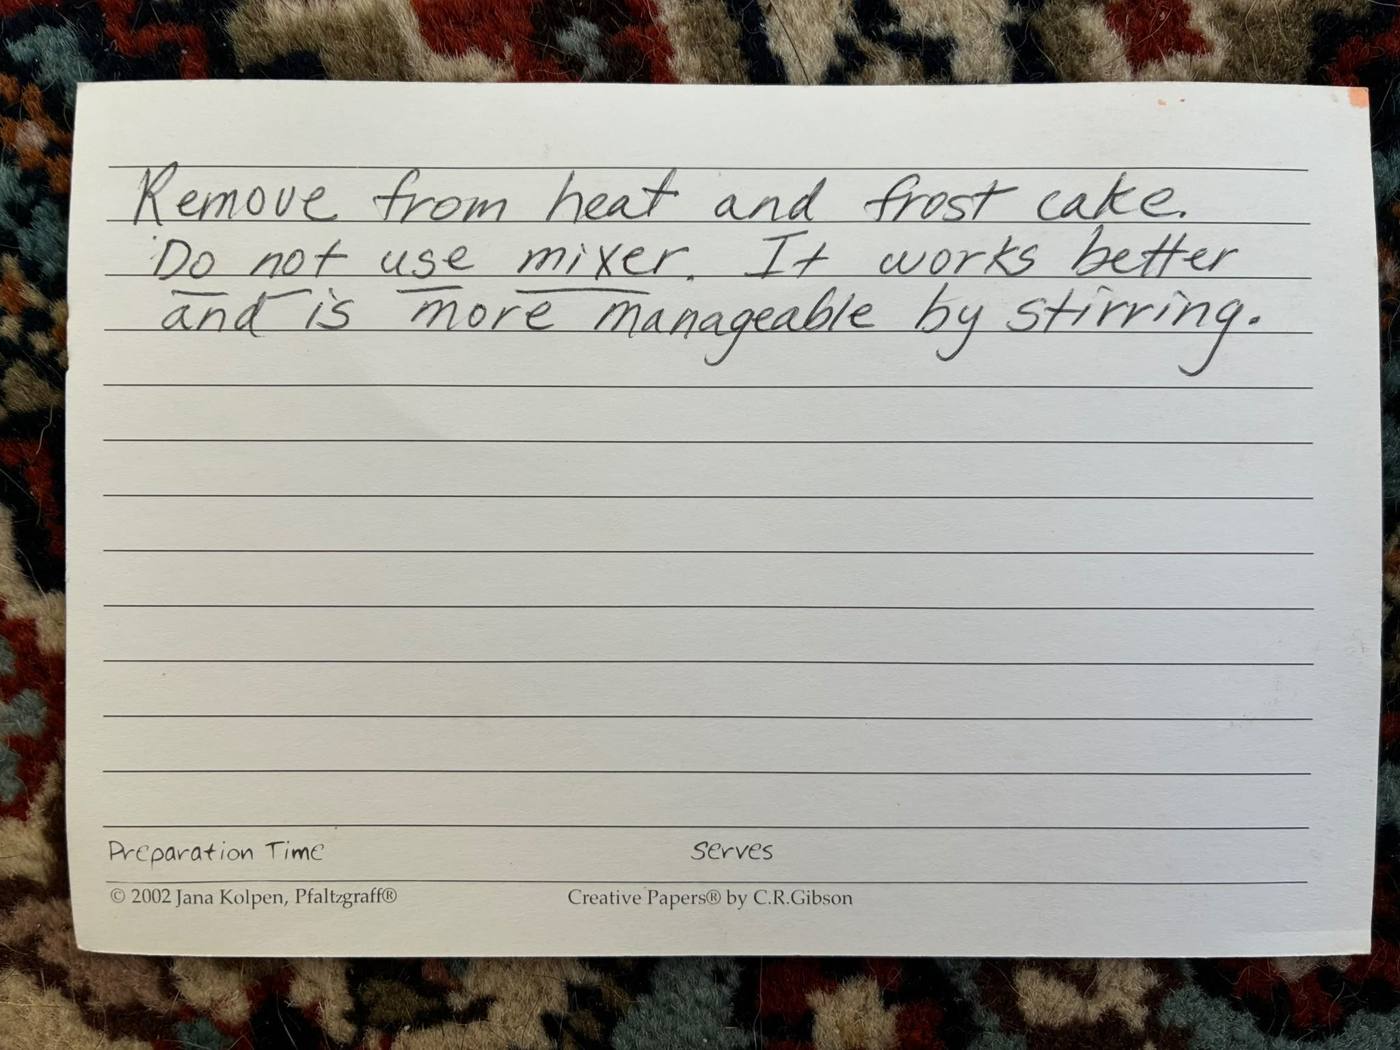 Remove from heat and frost cake.
Do not use mixer. It works better
and is more manageable by stirring.
Preparation Time serves
© 2002 Jana Kolpen, Pfaltzgraff® Creative Papers® by C.R.Gibson